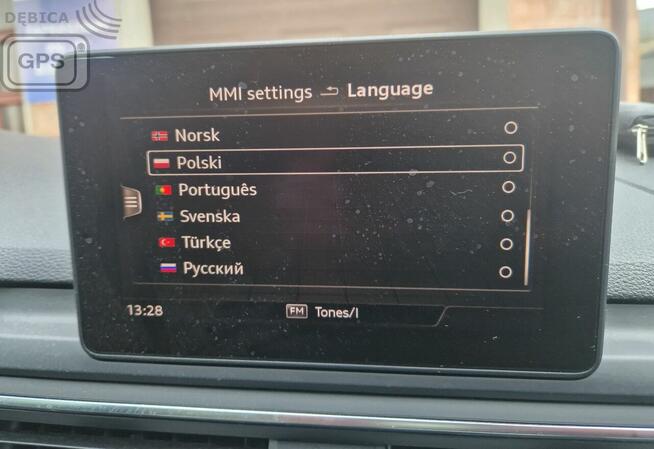 DĘBICA
GPS
MMI settings Language
Norsk
Polski
Português
Svenska
Türkçe
Русский
13:28 FM Tones/|